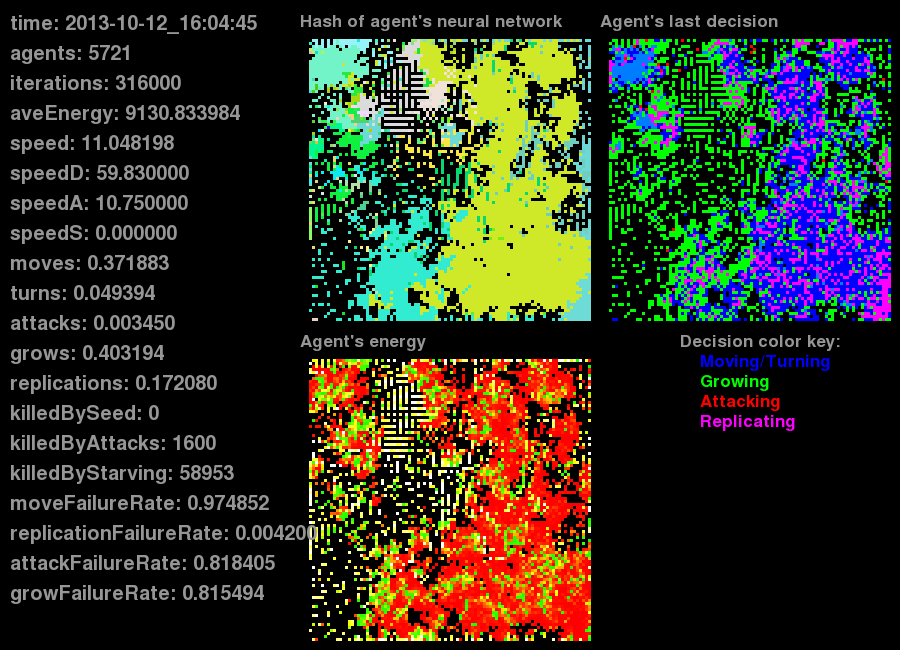 time: 2013-10-12_16:04:45
agents: 5721
iterations: 316000
aveEnergy: 9130.833984
speed: 11.048198
speedD: 59.830000
speedA: 10.750000
speedS: 0.000000
moves: 0.371883
turns: 0.049394
attacks: 0.003450
grows: 0.403194
replications: 0.172080
killedBySeed: 0
killedByAttacks: 1600
killedByStarving: 58953
moveFailureRate: 0.974852
replicationFailureRate: 0.004200
attackFailureRate: 0.818405
growFailureRate: 0.815494
Hash of agent's neural network
Agent's last decision
Agent's energy
Decision color key:
Moving/Turning
Growing
Attacking
Replicating